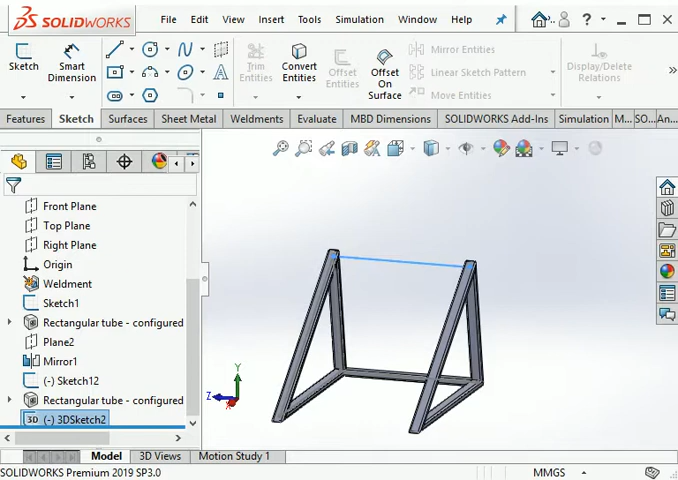 SOLIDWORKS File Edit View Insert Tools Simulation Window Help ?
Sketch Smart Dimension Trim Entities Convert Entities Offset Entities Offset On Surface Mirror Entities Linear Sketch Pattern Move Entities Display/Delete Relations
Features Sketch Surfaces Sheet Metal Weldments Evaluate MBD Dimensions SOLIDWORKS Add-Ins Simulation M... SO... An...
Front Plane
Top Plane
Right Plane
Origin
Weldment
Sketch1
Rectangular tube - configured
Plane2
Mirror1
(-) Sketch12
Rectangular tube - configured
3D (-) 3DSketch2
Y
Z
X
Model 3D Views Motion Study 1
SOLIDWORKS Premium 2019 SP3.0 MMGS